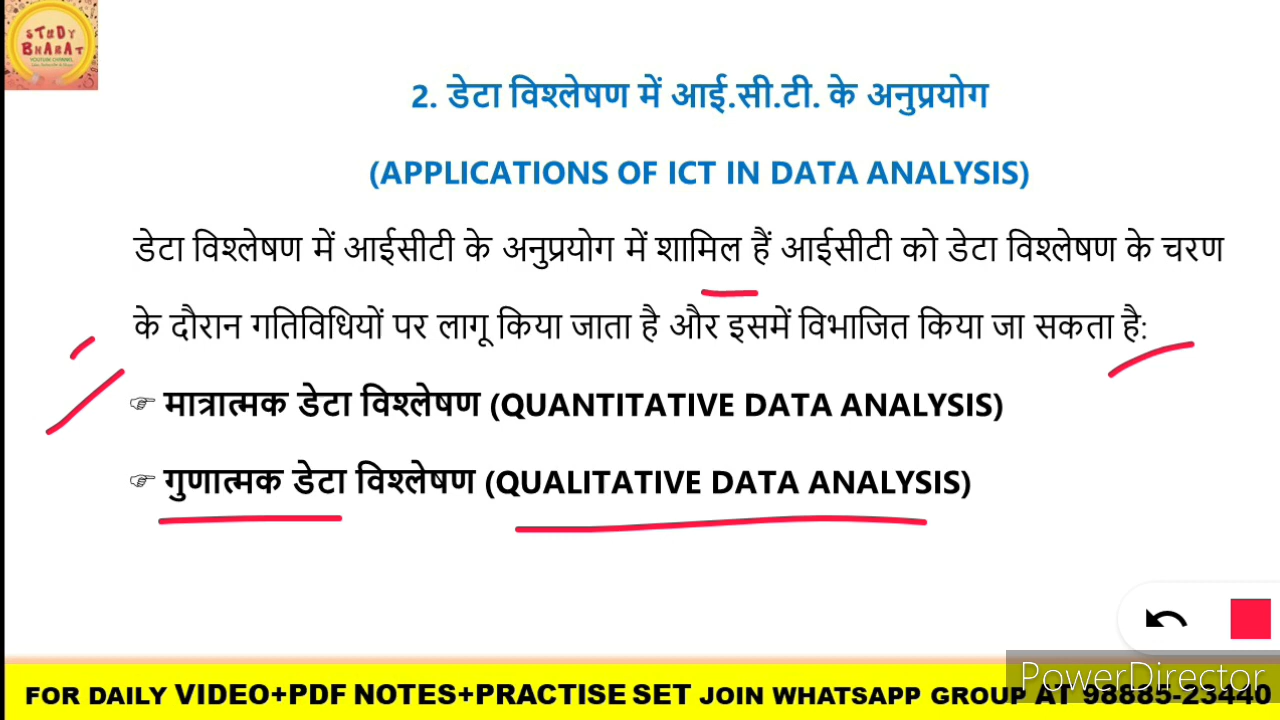 STUDY
BHARAT
YOUTUBE CHANNEL
2. डेटा विश्लेषण में आई.सी.टी. के अनुप्रयोग
(APPLICATIONS OF ICT IN DATA ANALYSIS)
डेटा विश्लेषण में आईसीटी के अनुप्रयोग में शामिल हैं आईसीटी को डेटा विश्लेषण के चरण
के दौरान गतिविधियों पर लागू किया जाता है और इसमें विभाजित किया जा सकता है:
☞ मात्रात्मक डेटा विश्लेषण (QUANTITATIVE DATA ANALYSIS)
☞ गुणात्मक डेटा विश्लेषण (QUALITATIVE DATA ANALYSIS)
PowerDirector
FOR DAILY VIDEO+PDF NOTES+PRACTISE SET JOIN WHATSAPP GROUP AT 98885-23440